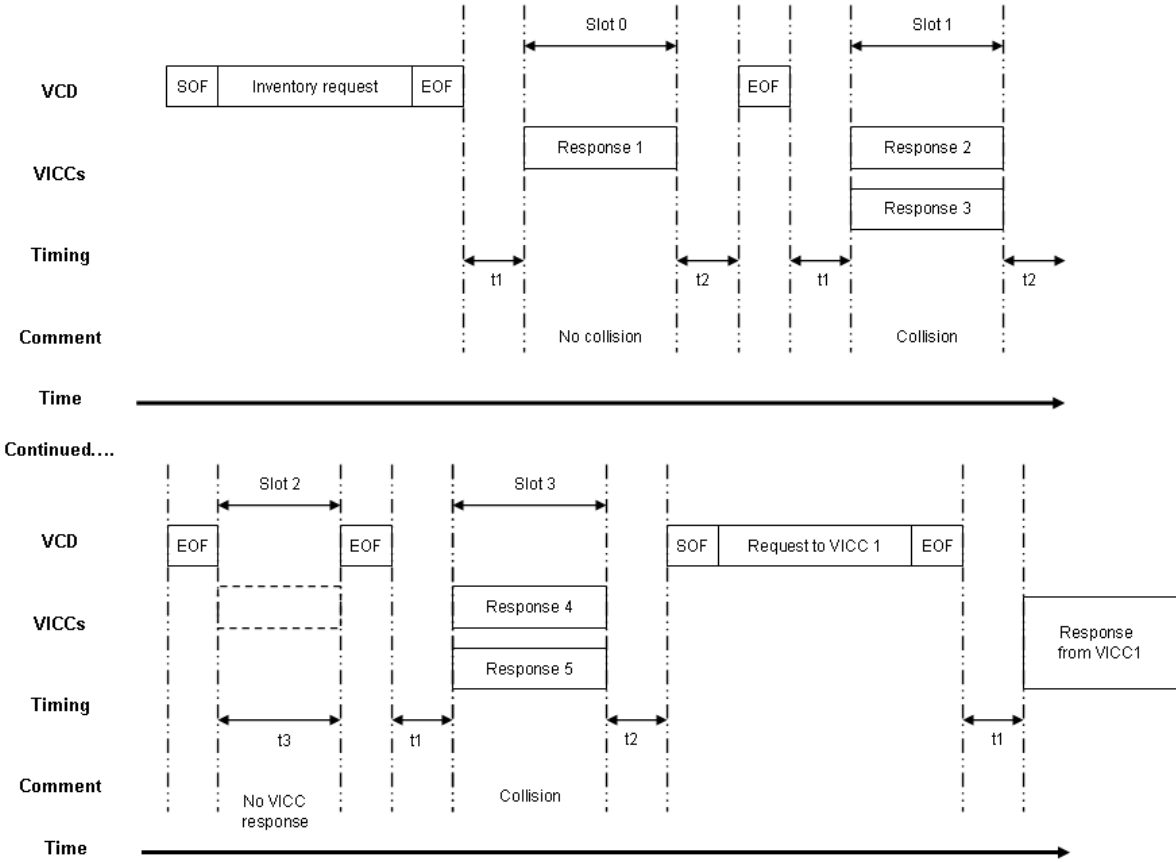 Slot 0 Slot 1
VCD SOF Inventory request EOF EOF
Response 1 Response 2
VICCs
Response 3
Timing
t1 t2 t1 t2
Comment No collision Collision
Time
Continued....
Slot 2 Slot 3
VCD EOF EOF SOF Request to VICC 1 EOF
Response 4
VICCs
Response
from VICC1
Response 5
Timing
t3 t1 t2 t1
Comment
No VICC
response
Collision
Time